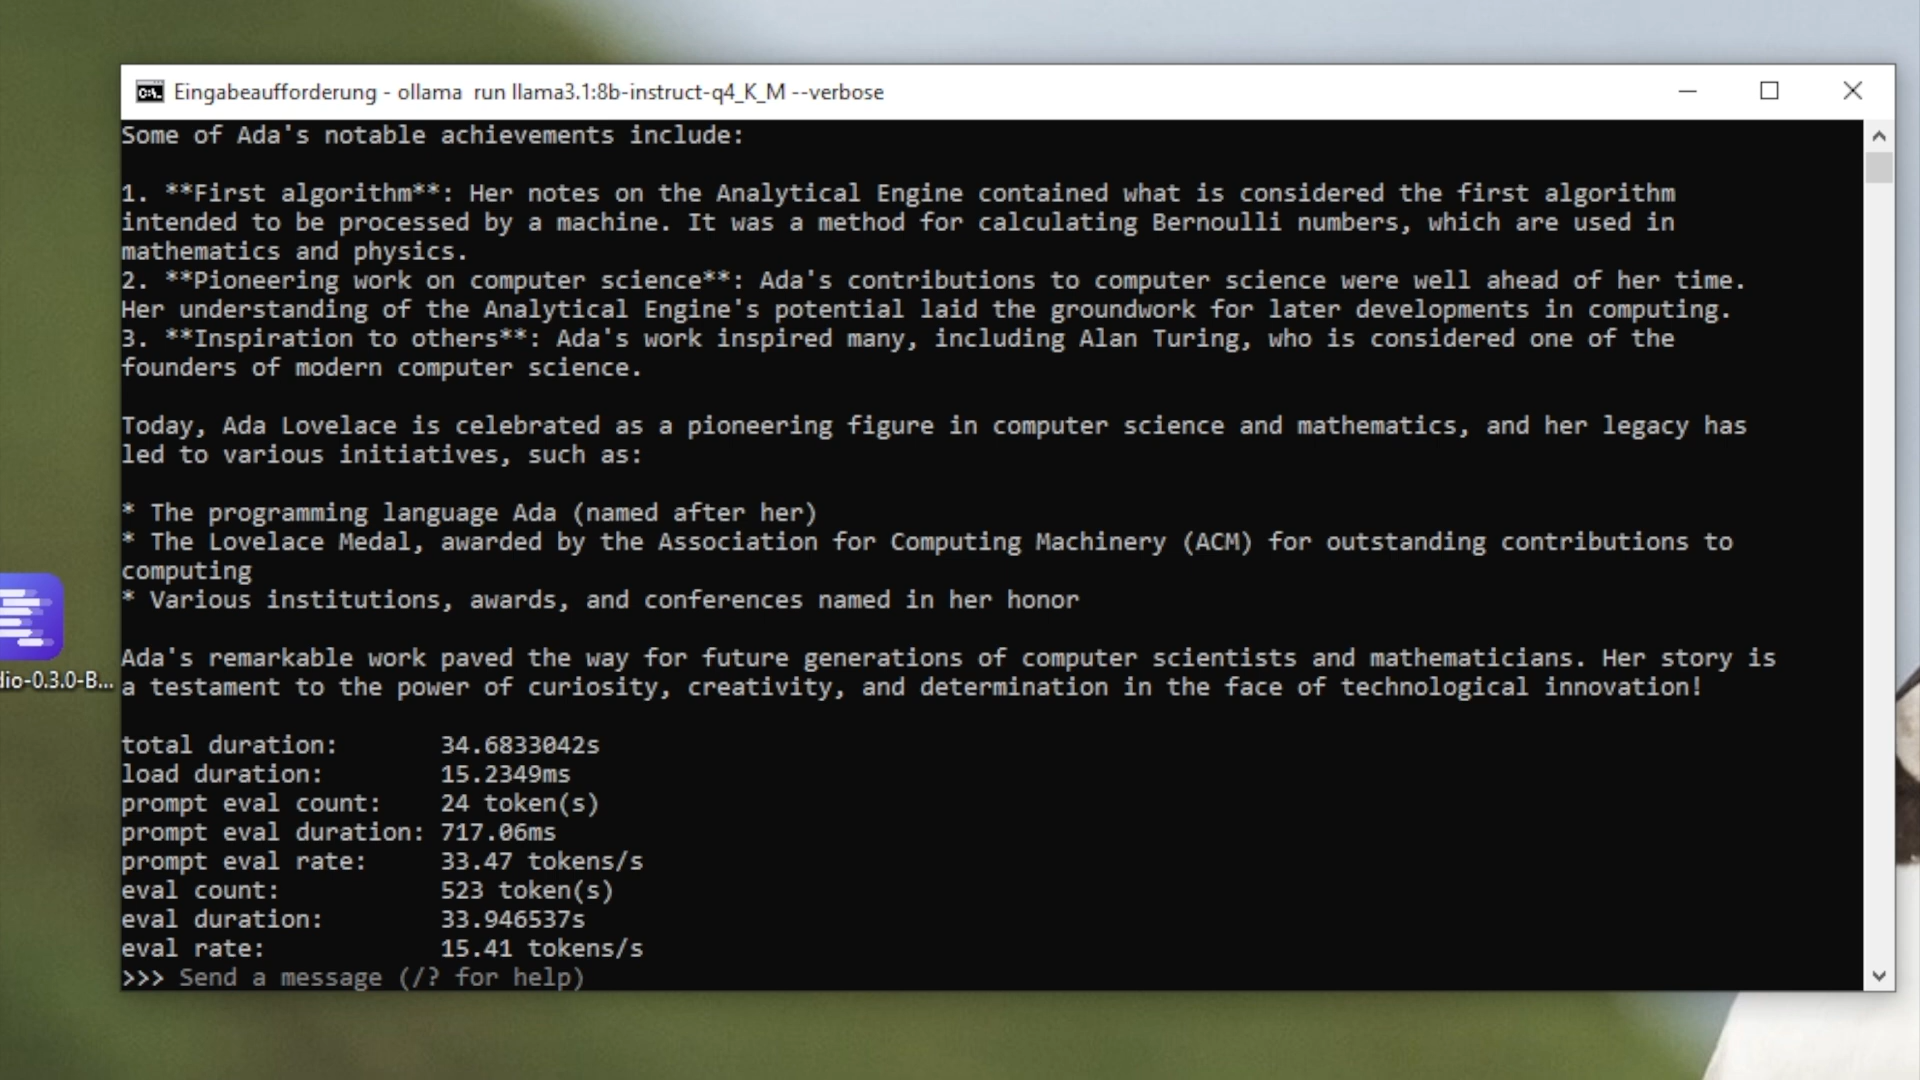 Eingabeaufforderung - ollama  run llama3.1:8b-instruct-q4_K_M --verbose
Some of Ada's notable achievements include:
1. **First algorithm**: Her notes on the Analytical Engine contained what is considered the first algorithm
intended to be processed by a machine. It was a method for calculating Bernoulli numbers, which are used in
mathematics and physics.
2. **Pioneering work on computer science**: Ada's contributions to computer science were well ahead of her time.
Her understanding of the Analytical Engine's potential laid the groundwork for later developments in computing.
3. **Inspiration to others**: Ada's work inspired many, including Alan Turing, who is considered one of the
founders of modern computer science.
Today, Ada Lovelace is celebrated as a pioneering figure in computer science and mathematics, and her legacy has
led to various initiatives, such as:
* The programming language Ada (named after her)
* The Lovelace Medal, awarded by the Association for Computing Machinery (ACM) for outstanding contributions to
computing
* Various institutions, awards, and conferences named in her honor
dio-0.3.0-B...
Ada's remarkable work paved the way for future generations of computer scientists and mathematicians. Her story is
a testament to the power of curiosity, creativity, and determination in the face of technological innovation!
total duration:       34.6833042s
load duration:        15.2349ms
prompt eval count:    24 token(s)
prompt eval duration: 717.06ms
prompt eval rate:     33.47 tokens/s
eval count:           523 token(s)
eval duration:        33.946537s
eval rate:            15.41 tokens/s
>>> Send a message (/? for help)